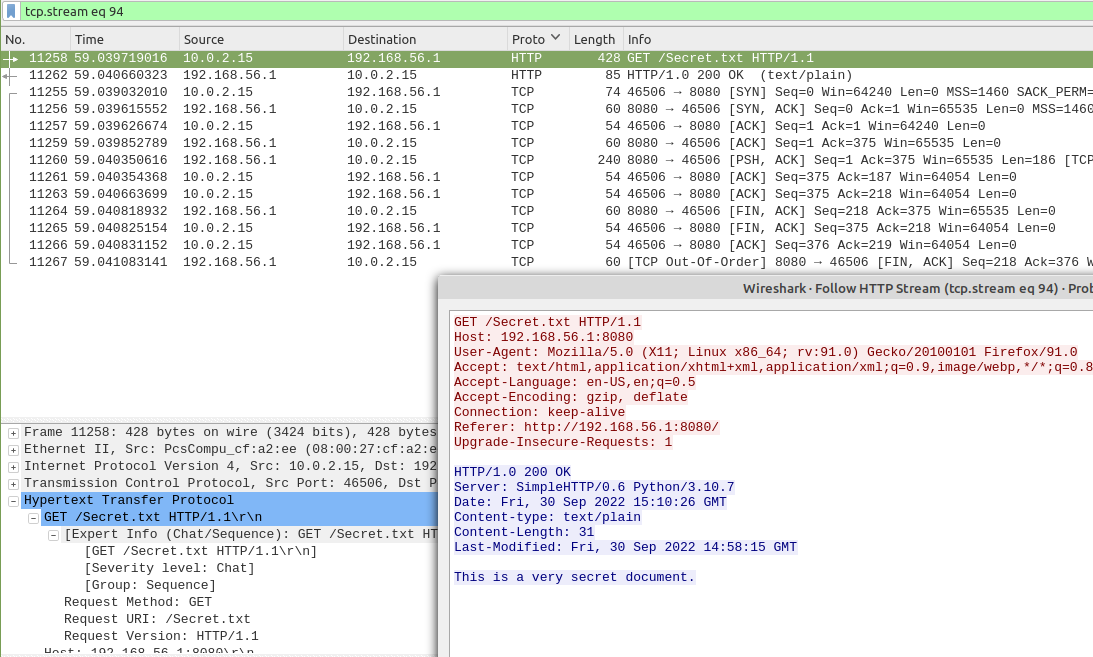 tcp.stream eq 94
No. Time Source Destination Proto Length Info
11258 59.039719016 10.0.2.15 192.168.56.1 HTTP 428 GET /Secret.txt HTTP/1.1
11262 59.040660323 192.168.56.1 10.0.2.15 HTTP 85 HTTP/1.0 200 OK (text/plain)
11255 59.039032010 10.0.2.15 192.168.56.1 TCP 74 46506 → 8080 [SYN] Seq=0 Win=64240 Len=0 MSS=1460 SACK_PERM=
11256 59.039615552 192.168.56.1 10.0.2.15 TCP 60 8080 → 46506 [SYN, ACK] Seq=0 Ack=1 Win=65535 Len=0 MSS=1460
11257 59.039626674 10.0.2.15 192.168.56.1 TCP 54 46506 → 8080 [ACK] Seq=1 Ack=1 Win=64240 Len=0
11259 59.039852789 192.168.56.1 10.0.2.15 TCP 60 8080 → 46506 [ACK] Seq=1 Ack=375 Win=65535 Len=0
11260 59.040350616 192.168.56.1 10.0.2.15 TCP 240 8080 → 46506 [PSH, ACK] Seq=1 Ack=375 Win=65535 Len=186 [TCP
11261 59.040354368 10.0.2.15 192.168.56.1 TCP 54 46506 → 8080 [ACK] Seq=375 Ack=187 Win=64054 Len=0
11263 59.040663699 10.0.2.15 192.168.56.1 TCP 54 46506 → 8080 [ACK] Seq=375 Ack=218 Win=64054 Len=0
11264 59.040818932 192.168.56.1 10.0.2.15 TCP 60 8080 → 46506 [FIN, ACK] Seq=218 Ack=375 Win=65535 Len=0
11265 59.040825154 10.0.2.15 192.168.56.1 TCP 54 46506 → 8080 [FIN, ACK] Seq=375 Ack=218 Win=64054 Len=0
11266 59.040831152 10.0.2.15 192.168.56.1 TCP 54 46506 → 8080 [ACK] Seq=376 Ack=219 Win=64054 Len=0
11267 59.041083141 192.168.56.1 10.0.2.15 TCP 60 [TCP Out-Of-Order] 8080 → 46506 [FIN, ACK] Seq=218 Ack=376 W
Wireshark · Follow HTTP Stream (tcp.stream eq 94) · Prob
GET /Secret.txt HTTP/1.1
Host: 192.168.56.1:8080
User-Agent: Mozilla/5.0 (X11; Linux x86_64; rv:91.0) Gecko/20100101 Firefox/91.0
Accept: text/html,application/xhtml+xml,application/xml;q=0.9,image/webp,*/*;q=0.8
Accept-Language: en-US,en;q=0.5
Accept-Encoding: gzip, deflate
Connection: keep-alive
Referer: http://192.168.56.1:8080/
Upgrade-Insecure-Requests: 1
HTTP/1.0 200 OK
Server: SimpleHTTP/0.6 Python/3.10.7
Date: Fri, 30 Sep 2022 15:10:26 GMT
Content-type: text/plain
Content-Length: 31
Last-Modified: Fri, 30 Sep 2022 14:58:15 GMT
This is a very secret document.
Frame 11258: 428 bytes on wire (3424 bits), 428 bytes
Ethernet II, Src: PcsCompu_cf:a2:ee (08:00:27:cf:a2:e
Internet Protocol Version 4, Src: 10.0.2.15, Dst: 192
Transmission Control Protocol, Src Port: 46506, Dst P
Hypertext Transfer Protocol
GET /Secret.txt HTTP/1.1\r\n
[Expert Info (Chat/Sequence): GET /Secret.txt HT
[GET /Secret.txt HTTP/1.1\r\n]
[Severity level: Chat]
[Group: Sequence]
Request Method: GET
Request URI: /Secret.txt
Request Version: HTTP/1.1
Host: 192.168.56.1:8080\r\n